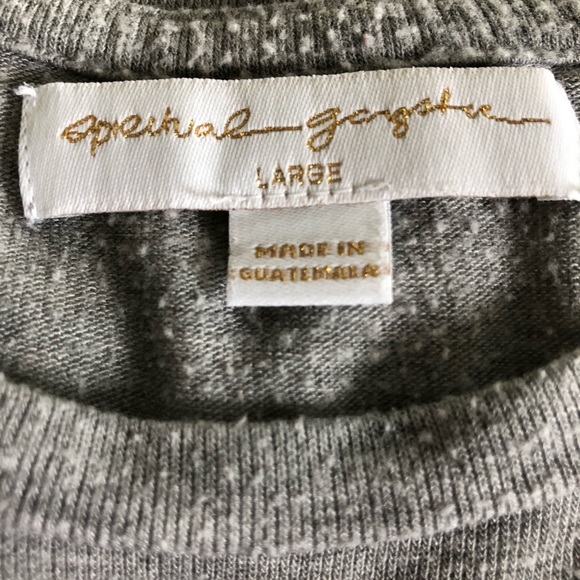 spiritual gangster
LARGE
MADE IN
GUATEMALA